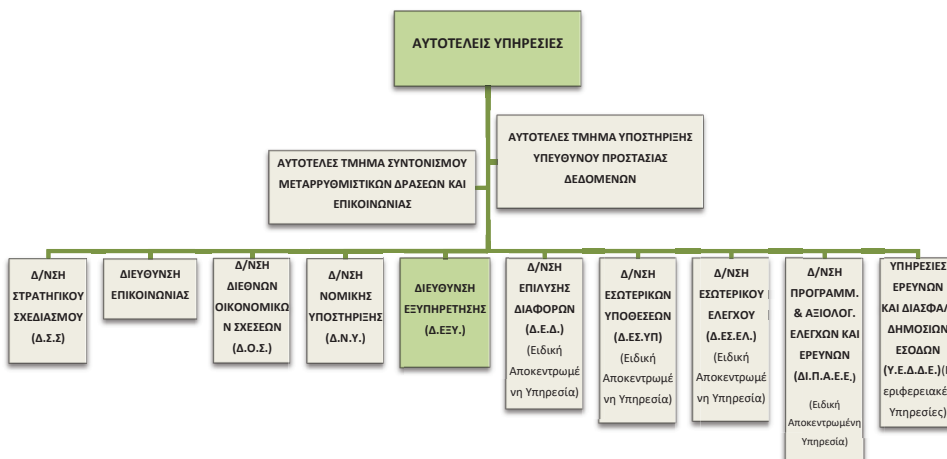 ΑΥΤΟΤΕΛΕΙΣ ΥΠΗΡΕΣΙΕΣ
ΑΥΤΟΤΕΛΕΣ ΤΜΗΜΑ ΥΠΟΣΤΗΡΙΞΗΣ
ΥΠΕΥΘΥΝΟΥ ΠΡΟΣΤΑΣΙΑΣ
ΔΕΔΟΜΕΝΩΝ
ΑΥΤΟΤΕΛΕΣ ΤΜΗΜΑ ΣΥΝΤΟΝΙΣΜΟΥ
ΜΕΤΑΡΡΥΘΜΙΣΤΙΚΩΝ ΔΡΑΣΕΩΝ ΚΑΙ
ΕΠΙΚΟΙΝΩΝΙΑΣ
Δ/ΝΣΗ
ΣΤΡΑΤΗΓΙΚΟΥ
ΣΧΕΔΙΑΣΜΟΥ
(Δ.Σ.Σ)
ΔΙΕΥΘΥΝΣΗ
ΕΠΙΚΟΙΝΩΝΙΑΣ
Δ/ΝΣΗ
ΔΙΕΘΝΩΝ
ΟΙΚΟΝΟΜΙΚΩ
Ν ΣΧΕΣΕΩΝ
(Δ.Ο.Σ.)
Δ/ΝΣΗ
ΝΟΜΙΚΗΣ
ΥΠΟΣΤΗΡΙΞΗΣ
(Δ.Ν.Υ.)
ΔΙΕΥΘΥΝΣΗ
ΕΞΥΠΗΡΕΤΗΣΗΣ
(Δ.ΕΞΥ.)
Δ/ΝΣΗ
ΕΠΙΛΥΣΗΣ
ΔΙΑΦΟΡΩΝ
(Δ.Ε.Δ.)
(Ειδική
Αποκεντρωμέ
νη Υπηρεσία)
Δ/ΝΣΗ
ΕΣΩΤΕΡΙΚΩΝ
ΥΠΟΘΕΣΕΩΝ
(Δ.ΕΣ.ΥΠ)
(Ειδική
Αποκεντρωμέ
νη Υπηρεσία)
Δ/ΝΣΗ
ΕΣΩΤΕΡΙΚΟΥ
ΕΛΕΓΧΟΥ
(Δ.ΕΣ.ΕΛ.)
(Ειδική
Αποκεντρωμέ
νη Υπηρεσία)
Δ/ΝΣΗ
ΠΡΟΓΡΑΜΜ.
& ΑΞΙΟΛΟΓ.
ΕΛΕΓΧΩΝ ΚΑΙ
ΕΡΕΥΝΩΝ
(ΔΙ.Π.Α.Ε.Ε.)
(Ειδική
Αποκεντρωμένη
Υπηρεσία)
ΥΠΗΡΕΣΙΕΣ
ΕΡΕΥΝΩΝ
ΚΑΙ ΔΙΑΣΦΑΛ
ΔΗΜΟΣΙΩΝ
ΕΣΟΔΩΝ
(Υ.Ε.Δ.Δ.Ε.)(
εριφερειακέ
Υπηρεσίες)